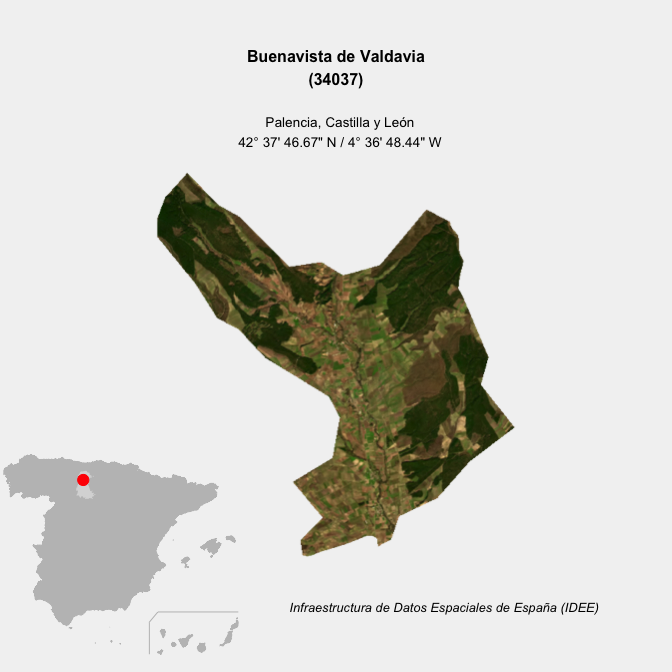 Buenavista de Valdavia
(34037)
Palencia, Castilla y León
42° 37' 46.67" N / 4° 36' 48.44" W
Infraestructura de Datos Espaciales de España (IDEE)